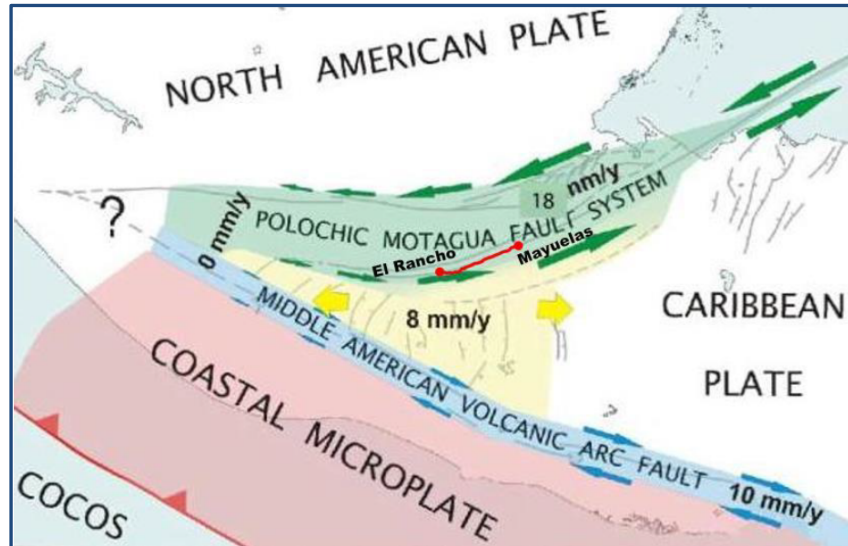 NORTH AMERICAN PLATE
?
0 mm/y
18 mm/y
POLOCHIC MOTAGUA FAULT SYSTEM
El Rancho
Mayuelas
8 mm/y
CARIBBEAN
PLATE
MIDDLE AMERICAN VOLCANIC ARC FAULT
10 mm/y
COASTAL MICROPLATE
COCOS